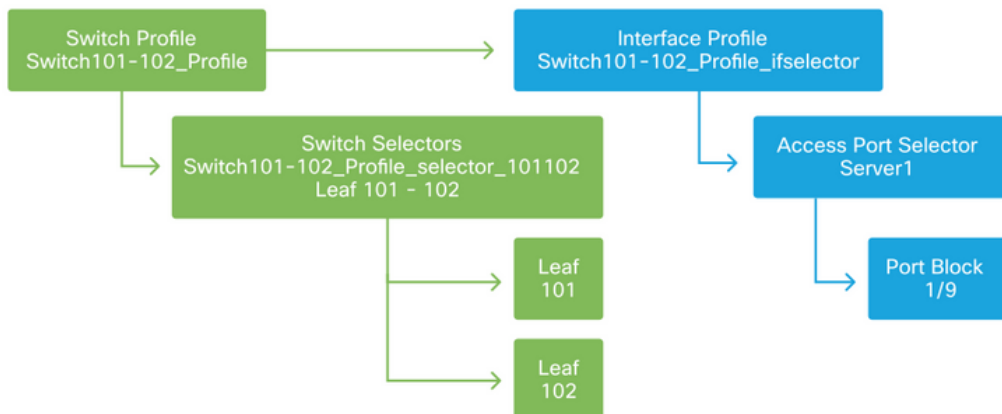 Switch Profile
Switch101-102_Profile
Interface Profile
Switch101-102_Profile_ifselector
Switch Selectors
Switch101-102_Profile_selector_101102
Leaf 101 - 102
Access Port Selector
Server1
Leaf
101
Port Block
1/9
Leaf
102